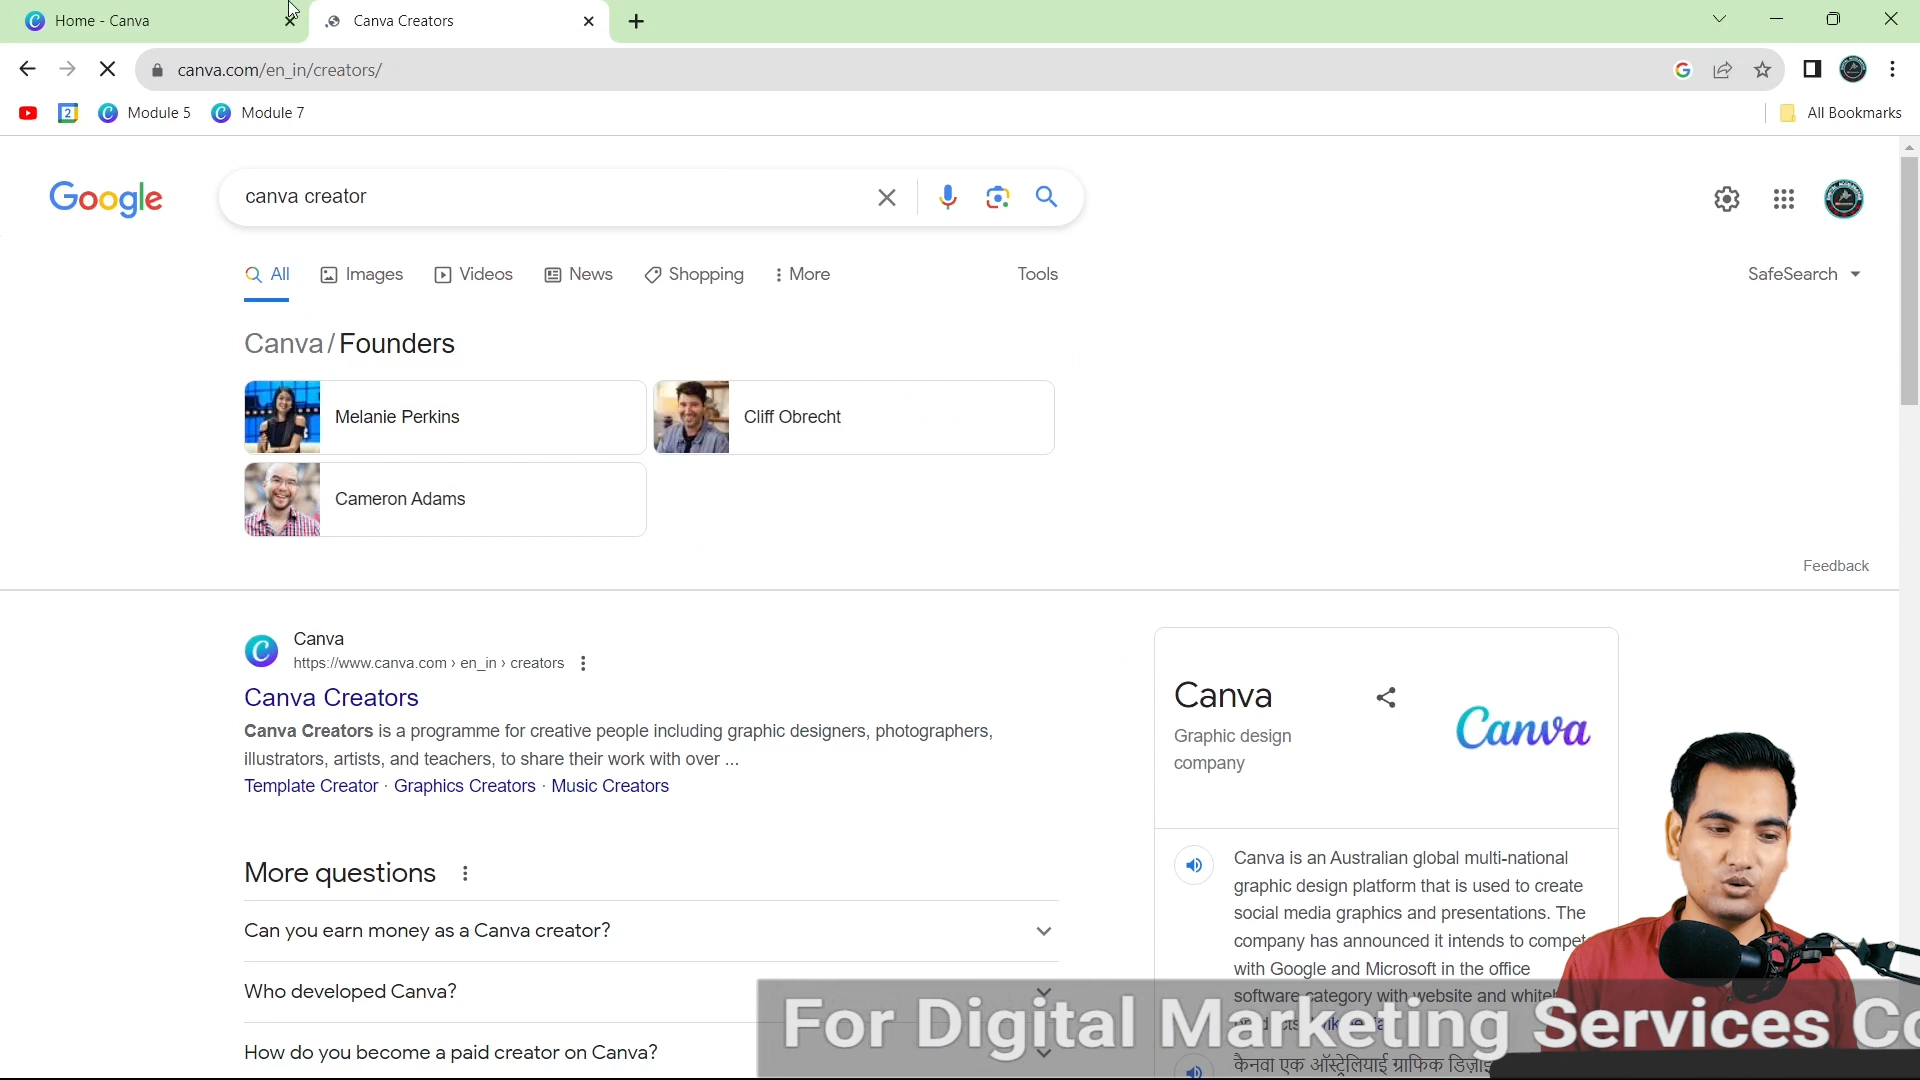 Home - Canva
Canva Creators
canva.com/en_in/creators/
2
Module 5
Module 7
All Bookmarks
Google
canva creator
All
Images
Videos
News
Shopping
More
Tools
SafeSearch
Canva/Founders
Melanie Perkins
Cliff Obrecht
Cameron Adams
Feedback
Canva
https://www.canva.com › en_in › creators
Canva Creators
Canva Creators is a programme for creative people including graphic designers, photographers,
illustrators, artists, and teachers, to share their work with over ...
Template Creator · Graphics Creators · Music Creators
More questions
Can you earn money as a Canva creator?
Who developed Canva?
How do you become a paid creator on Canva?
Canva
Graphic design
company
Canva
Canva is an Australian global multi-national
graphic design platform that is used to create
social media graphics and presentations. The
company has announced it intends to compet
with Google and Microsoft in the office
software category with website and
कैनवा एक ऑस्ट्रेलियाई ग्राफिक
For Digital Marketing Services Co